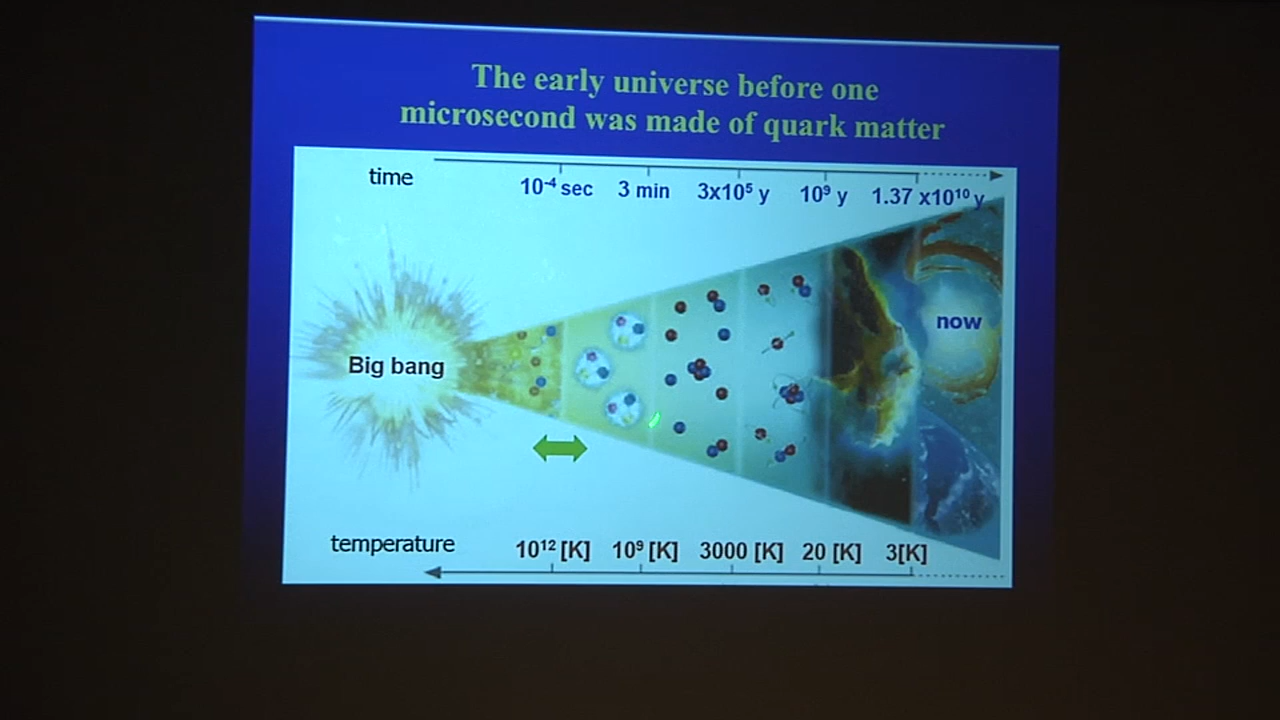 The early universe before one
microsecond was made of quark matter
time
10⁻⁴ sec 3 min 3x10⁵ y 10⁹ y 1.37 x10¹⁰ y
Big bang
now
temperature
10¹² [K] 10⁹ [K] 3000 [K] 20 [K] 3[K]